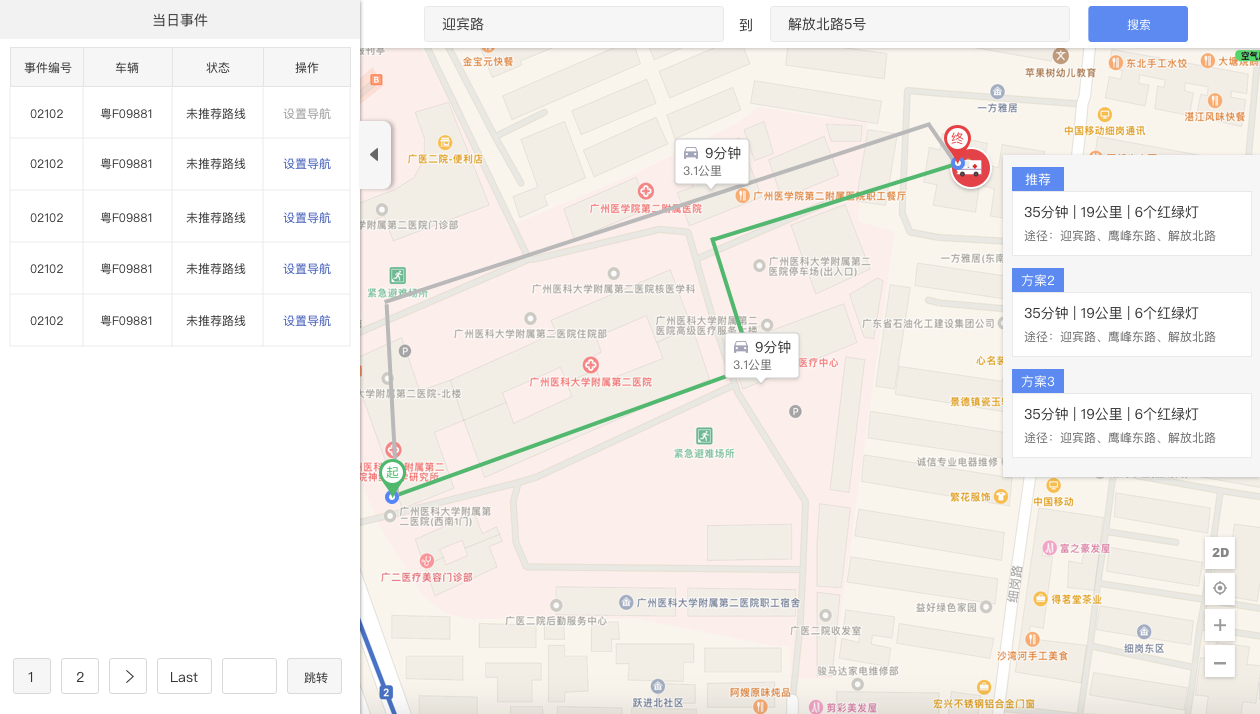 当日事件
迎宾路
到
解放北路5号
搜索
事件编号 车辆 状态 操作
02102 粤F09881 未推荐路线 设置导航
02102 粤F09881 未推荐路线 设置导航
02102 粤F09881 未推荐路线 设置导航
02102 粤F09881 未推荐路线 设置导航
02102 粤F09881 未推荐路线 设置导航
1
2
Last
跳转
金宝元快餐
B
苹果树幼儿教育
东北手工水饺
空气
一方雅居
湛江风味快餐
中国移动细岗通讯
广医二院-便利店
终
9分钟
3.1公里
广州医学院第二附属医院
广州医学院第二附属医院职工餐厅
附属第二医院门诊部
紧急避难场所
广州医科大学附属第二医院核医学科
广州医科大学附属第二
医院停车场(出入口)
一方雅居(东南
广州医科大学附属第二医院住院部
广州医科大学附属第二
医院高级医疗服务大楼
广东省石油化工建设集团公司
9分钟
3.1公里
医疗中心
P
广州医科大学附属第二医院
大学附属第二医院-北楼
心名茶
景德镇瓷玉
P
紧急避难场所
诚信专业电器维修
附属第二
起
广州医科大学附属第
二医院(西南1门)
繁花服饰
中国移动
富之豪发屋
广二医疗美容门诊部
细岗路
得茗堂茶业
广州医科大学附属第二医院职工宿舍
益好绿色家园
广医二院后勤服务中心
广医二院收发室
细岗东区
沙湾河手工美食
骏马达家电维修部
2
跃进北社区
阿嫂原味炖品
剪彩美发屋
宏兴不锈钢铝合金门窗
推荐
35分钟 | 19公里 | 6个红绿灯
途径：迎宾路、鹰峰东路、解放北路
方案2
35分钟 | 19公里 | 6个红绿灯
途径：迎宾路、鹰峰东路、解放北路
方案3
35分钟 | 19公里 | 6个红绿灯
途径：迎宾路、鹰峰东路、解放北路
2D